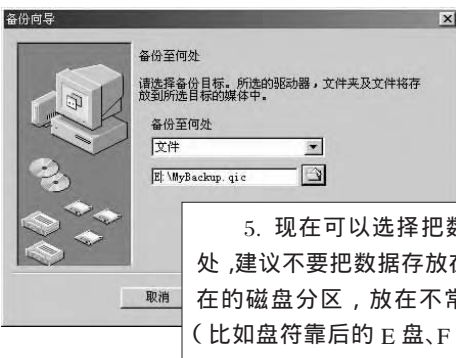 备份向导
备份至何处
请选择备份目标。所选的驱动器，文件夹及文件将存
放到所选目标的媒体中。
备份至何处
文件
E:\MyBackup.qic
取消
5. 现在可以选择把数
处，建议不要把数据存放在
在的磁盘分区，放在不常
（比如盘符靠后的 E 盘、F